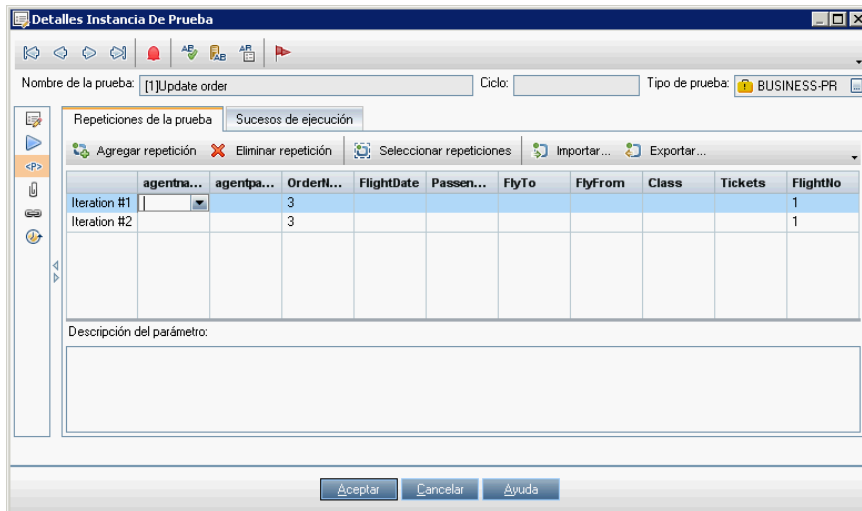 Detalles Instancia De Prueba
Nombre de la prueba: [1]Update order Ciclo: Tipo de prueba: BUSINESS-PR
Repeticiones de la prueba Sucesos de ejecución
Agregar repetición Eliminar repetición Seleccionar repeticiones Importar... Exportar...
agentna... agentpa... OrderN... FlightDate Passen... FlyTo FlyFrom Class Tickets FlightNo
Iteration #1 3 1
Iteration #2 3 1
Descripción del parámetro:
Aceptar Cancelar Ayuda